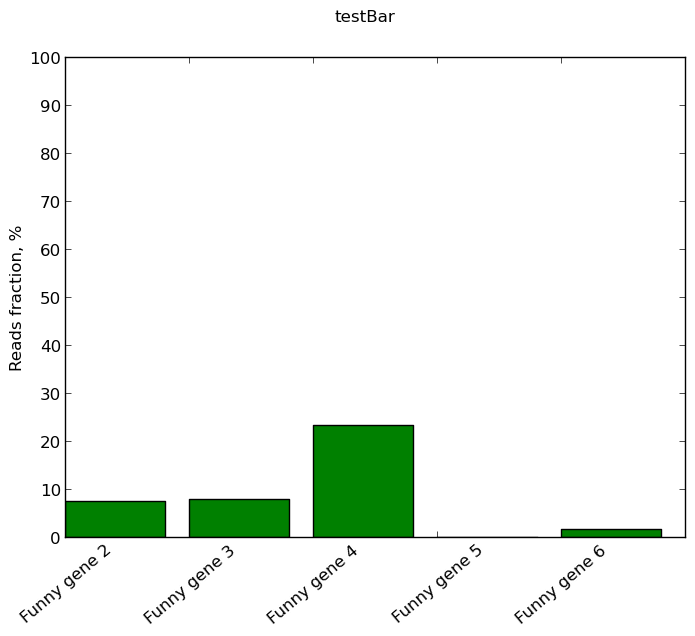 testBar
100
90
80
70
60
50
40
30
20
10
0
Reads fraction, %
Funny gene 2
Funny gene 3
Funny gene 4
Funny gene 5
Funny gene 6